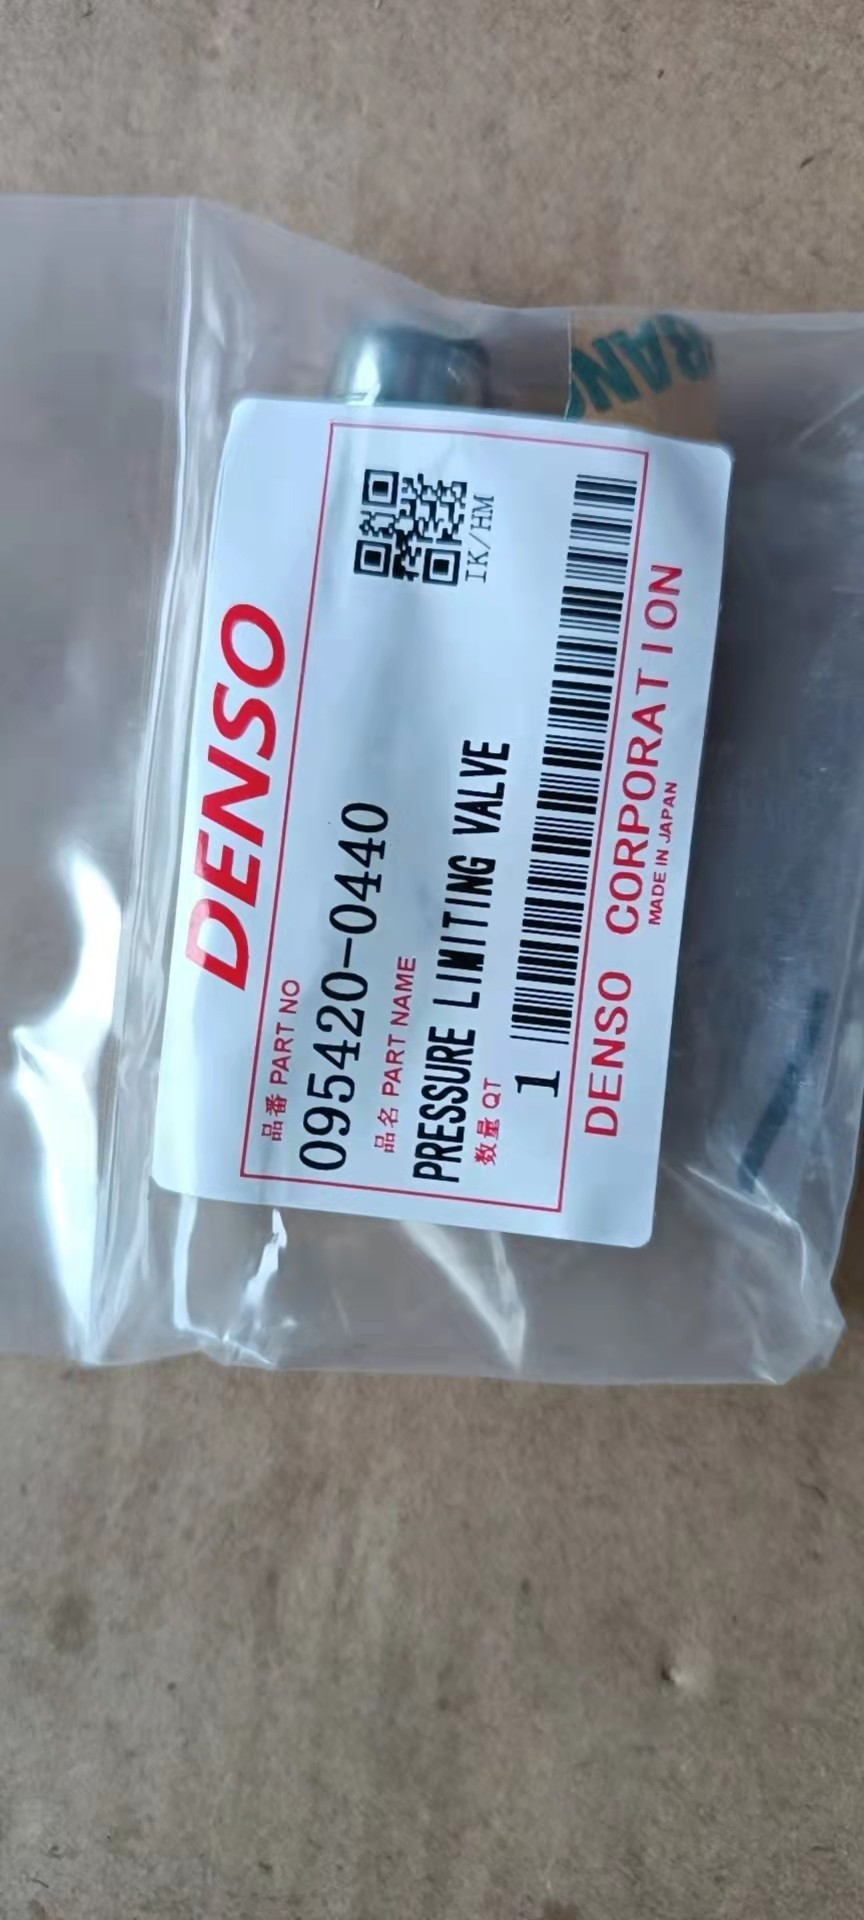 DENSO
品番 PART NO
095420-0440
品名 PART NAME
PRESSURE LIMITING VALVE
数量 QT
1
IK/HM
DENSO CORPORATION
MADE IN JAPAN